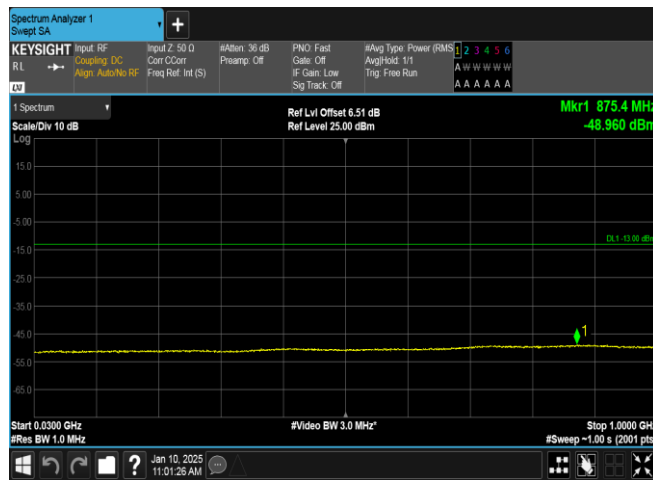 Spectrum Analyzer 1
Swept SA
+
KEYSIGHT Input: RF Input Z: 50 Ω #Atten: 36 dB PNO: Fast #Avg Type: Power (RMS 1 2 3 4 5 6
RL Coupling: DC Corr CCorr Preamp: Off Gate: Off Avg|Hold: 1/1 A W W W W W
Align: Auto/No RF Freq Ref: Int (S) IF Gain: Low Trig: Free Run
LXI Sig Track: Off A A A A A A
1 Spectrum Ref Lvl Offset 6.51 dB Mkr1 875.4 MHz
Scale/Div 10 dB Ref Level 25.00 dBm -48.960 dBm
Log
15.0
5.00
-5.00
DL1 -13.00 dBm
-15.0
-25.0
-35.0
-45.0
1
-55.0
-65.0
Start 0.0300 GHz #Video BW 3.0 MHz* Stop 1.0000 GHz
#Res BW 1.0 MHz #Sweep ~1.00 s (2001 pts
? Jan 10, 2025
11:01:26 AM